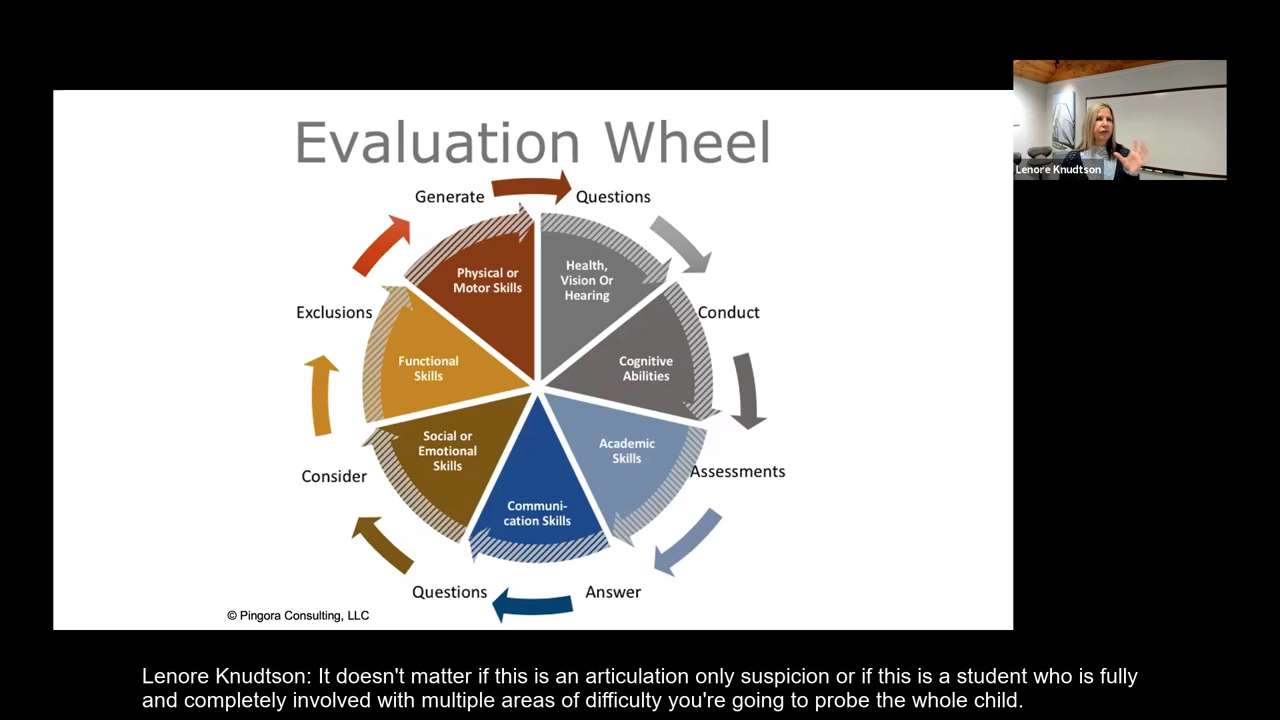 Evaluation Wheel
Generate
Questions
Physical or
Motor Skills
Health,
Vision Or
Hearing
Exclusions
Conduct
Functional
Skills
Cognitive
Abilities
Social or
Emotional
Skills
Academic
Skills
Consider
Assessments
Communi-
cation Skills
Questions
Answer
© Pingora Consulting, LLC
Lenore Knudtson
Lenore Knudtson: It doesn't matter if this is an articulation only suspicion or if this is a student who is fully
and completely involved with multiple areas of difficulty you're going to probe the whole child.